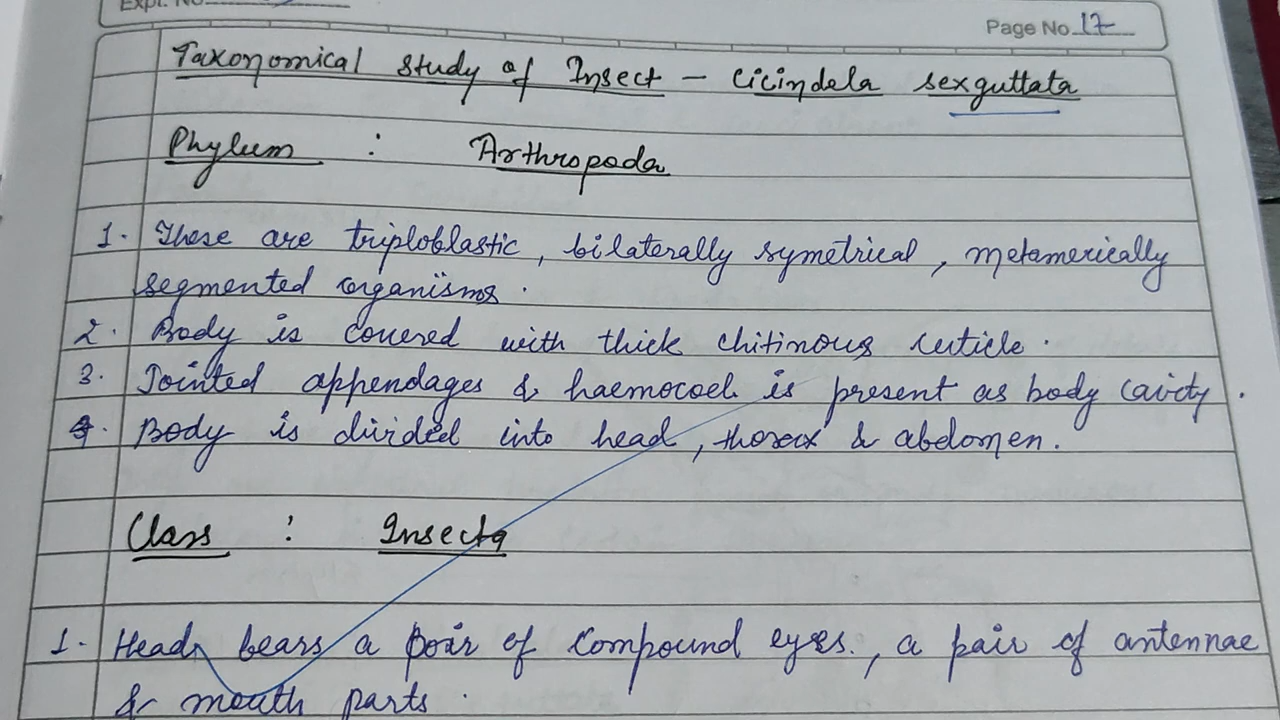 Expt. No
Page No. 17
Taxonomical study of Insect - Cicindela sexguttata
Phylum : Arthropoda
1. These are triploblastic, bilaterally symetrical, metamerically
segmented organisms.
2. Body is covered with thick chitinous cuticle.
3. Jointed appendages & haemocoel is present as body cavity.
4. Body is divided into head, thorax & abdomen.
Class : Insecta
1. Head bears a pair of compound eyes., a pair of antennae
& mouth parts.